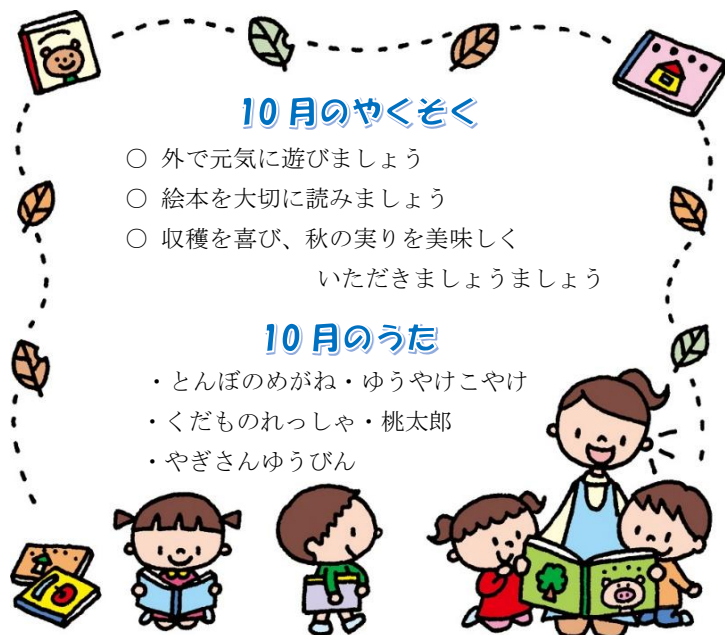 10月のやくそく
○ 外で元気に遊びましょう
○ 絵本を大切に読みましょう
○ 収穫を喜び、秋の実りを美味しく
いただきましょうましょう
10月のうた
・とんぼのめがね・ゆうやけこやけ
・くだものれっしゃ・桃太郎
・やぎさんゆうびん